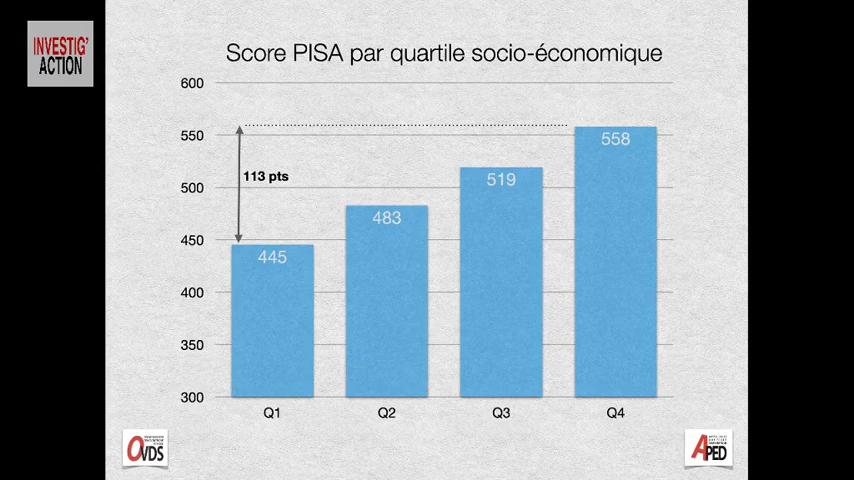 INVESTIG'
ACTION
Score PISA par quartile socio-économique
600
550
500
450
400
350
300
113 pts
445
483
519
558
Q1
Q2
Q3
Q4
OVDS
APED